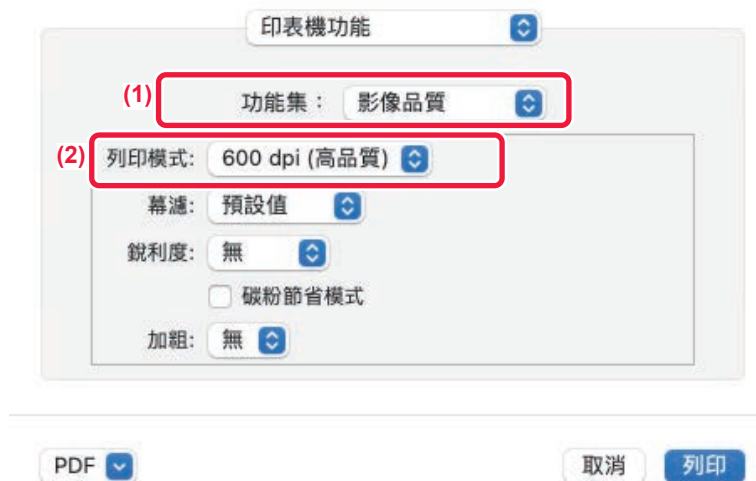 印表機功能
(1) 功能集： 影像品質
(2) 列印模式: 600 dpi (高品質)
幕濾: 預設值
銳利度: 無
碳粉節省模式
加粗: 無
PDF 取消 列印